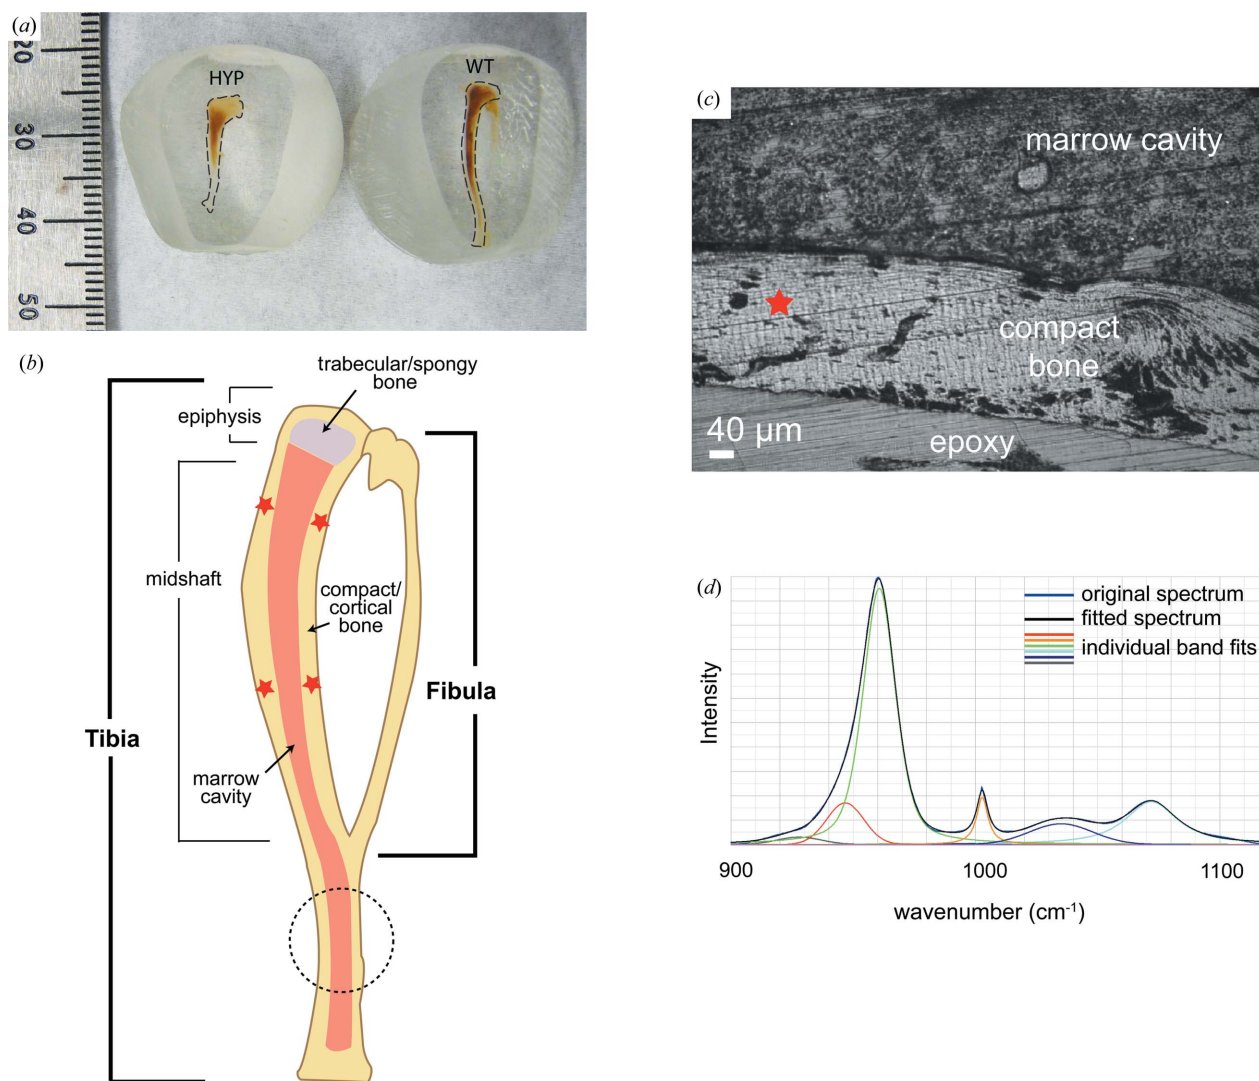 (a)
20
30
40
50
HYP
WT
(b)
trabecular/spongy
bone
epiphysis
midshaft
compact/
cortical
bone
Fibula
Tibia
marrow
cavity
(c)
marrow cavity
compact
bone
40 µm
epoxy
(d)
original spectrum
fitted spectrum
individual band fits
Intensity
900
1000
1100
wavenumber (cm⁻¹)